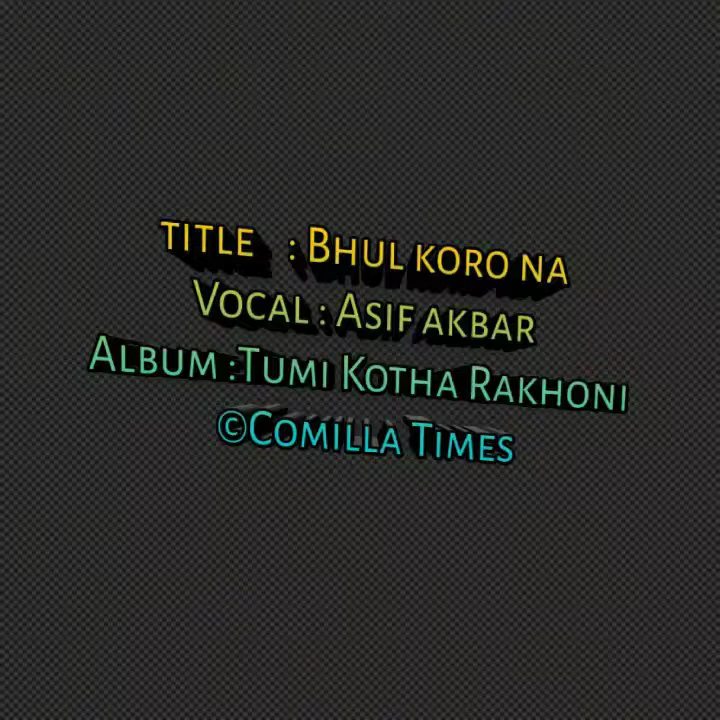 TITLE : BHUL KORO NA
VOCAL : ASIF AKBAR
ALBUM :TUMI KOTHA RAKHONI
©COMILLA TIMES